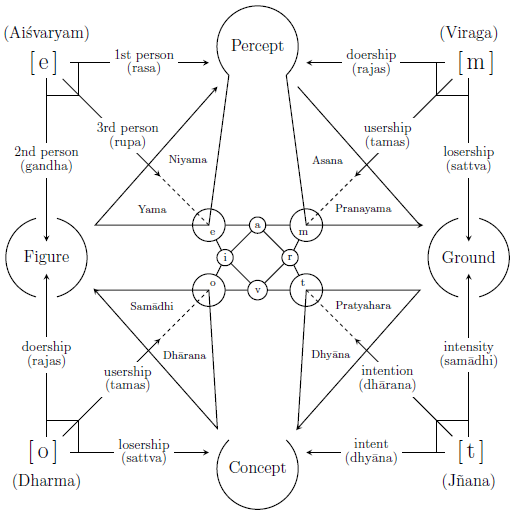 (Aiśvaryam)
(Viraga)
[e]
1st person
(rasa)
Percept
doership
(rajas)
[m]
3rd person
(rupa)
usership
(tamas)
2nd person
(gandha)
Niyama
Asana
losership
(sattva)
Yama
Pranayama
e
a
m
Figure
i
r
Ground
o
v
t
Samādhi
Pratyahara
doership
(rajas)
Dhārana
Dhyāna
intensity
(samādhi)
usership
(tamas)
intention
(dhārana)
[o]
losership
(sattva)
Concept
intent
(dhyāna)
[t]
(Dharma)
(Jñana)